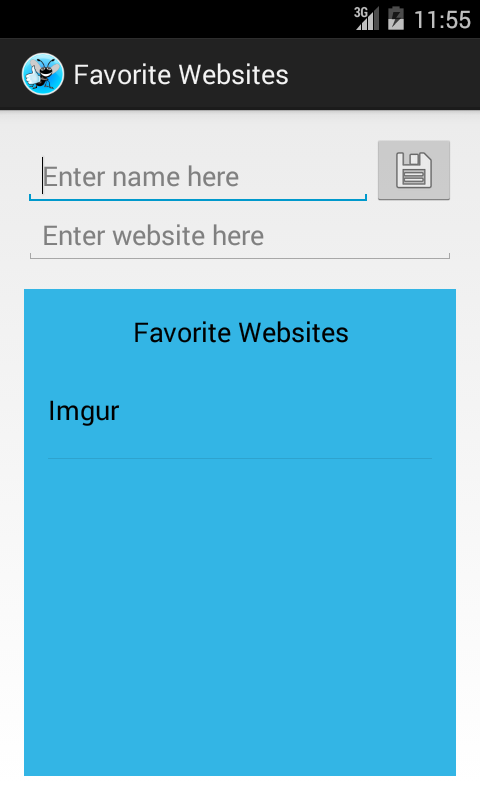 3G 11:55
Favorite Websites
Enter name here
Enter website here
Favorite Websites
Imgur